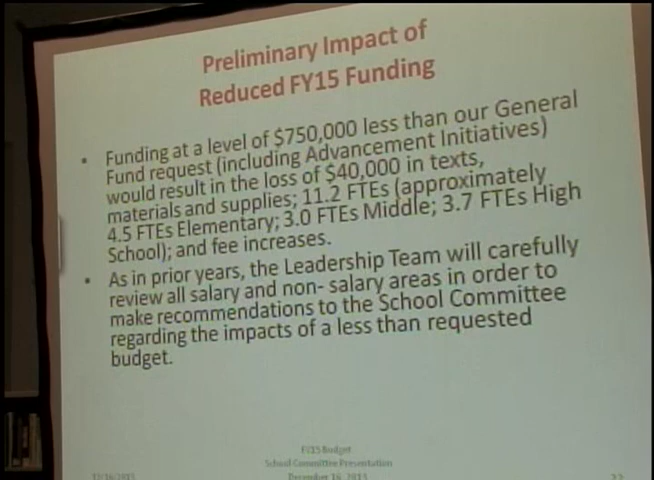 Preliminary Impact of
Reduced FY15 Funding
• Funding at a level of $750,000 less than our General
Fund request (including Advancement Initiatives)
would result in the loss of $40,000 in texts,
materials and supplies; 11.2 FTEs (approximately
4.5 FTEs Elementary; 3.0 FTEs Middle; 3.7 FTEs High
School); and fee increases.
• As in prior years, the Leadership Team will carefully
review all salary and non- salary areas in order to
make recommendations to the School Committee
regarding the impacts of a less than requested
budget.
FY15 Budget
School Committee Presentation
December 16, 2013